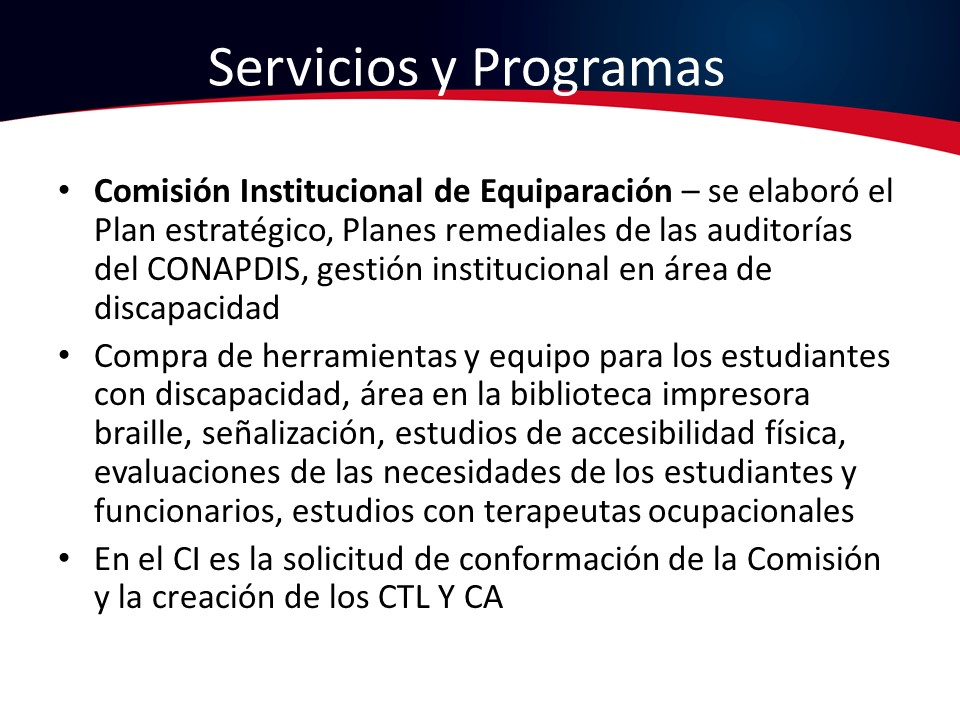 Servicios y Programas
• Comisión Institucional de Equiparación – se elaboró el
Plan estratégico, Planes remediales de las auditorías
del CONAPDIS, gestión institucional en área de
discapacidad
• Compra de herramientas y equipo para los estudiantes
con discapacidad, área en la biblioteca impresora
braille, señalización, estudios de accesibilidad física,
evaluaciones de las necesidades de los estudiantes y
funcionarios, estudios con terapeutas ocupacionales
• En el CI es la solicitud de conformación de la Comisión
y la creación de los CTL Y CA